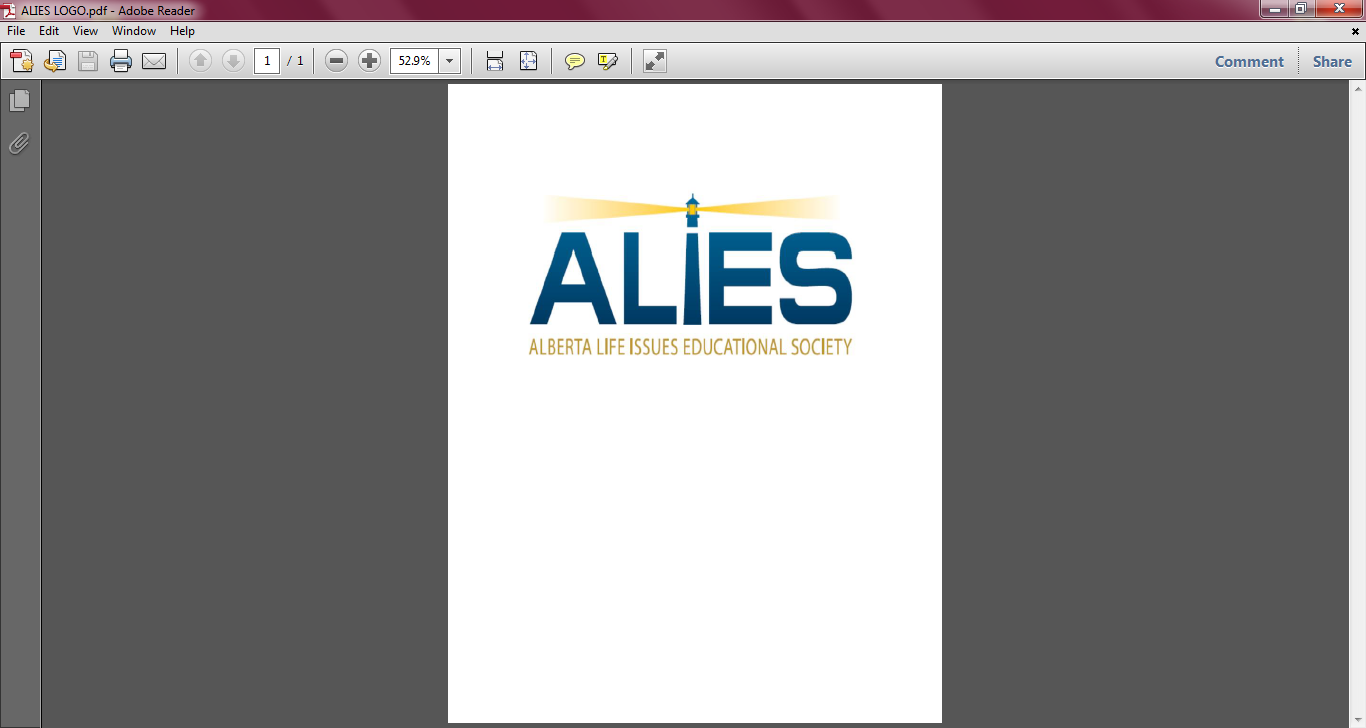 ALIES LOGO.pdf - Adobe Reader
File Edit View Window Help
1 / 1 52.9% Comment Share
ALIES
ALBERTA LIFE ISSUES EDUCATIONAL SOCIETY